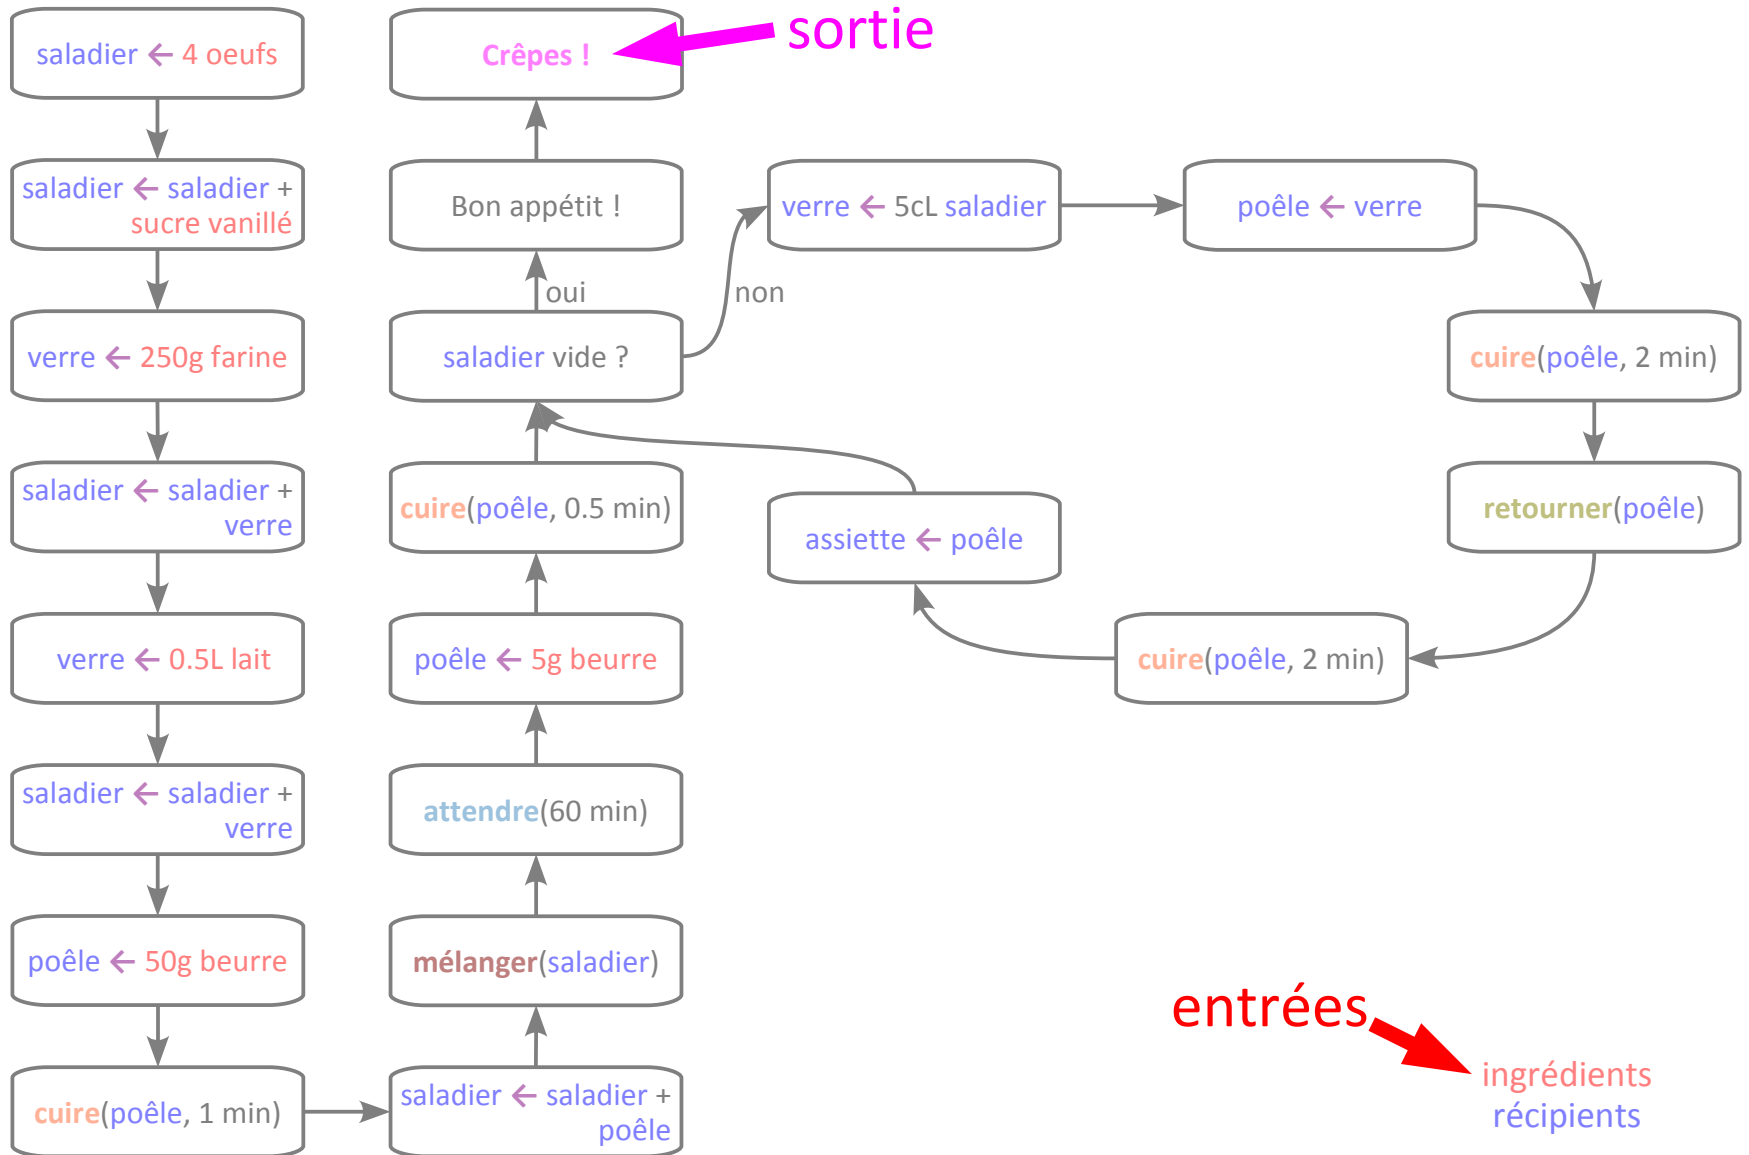 saladier ← 4 oeufs
saladier ← saladier +
sucre vanillé
verre ← 250g farine
saladier ← saladier +
verre
verre ← 0.5L lait
saladier ← saladier +
verre
poêle ← 50g beurre
cuire(poêle, 1 min)
saladier ← saladier +
poêle
mélanger(saladier)
attendre(60 min)
poêle ← 5g beurre
cuire(poêle, 0.5 min)
saladier vide ?
oui
non
Bon appétit !
Crêpes !
sortie
verre ← 5cL saladier
poêle ← verre
cuire(poêle, 2 min)
retourner(poêle)
cuire(poêle, 2 min)
assiette ← poêle
entrées
ingrédients
récipients